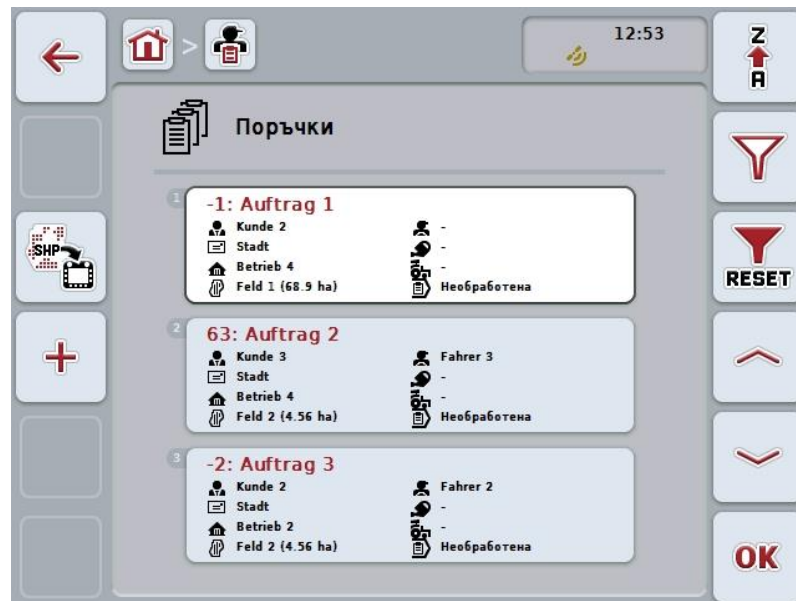 12:53
Z
A
Поръчки
SHP
RESET
OK
1
-1: Auftrag 1
Kunde 2
-
Stadt
-
Betrieb 4
-
Feld 1 (68.9 ha)
Необработена
2
63: Auftrag 2
Kunde 3
Fahrer 3
Stadt
-
Betrieb 4
-
Feld 2 (4.56 ha)
Необработена
3
-2: Auftrag 3
Kunde 2
Fahrer 2
Stadt
-
Betrieb 2
-
Feld 2 (4.56 ha)
Необработена